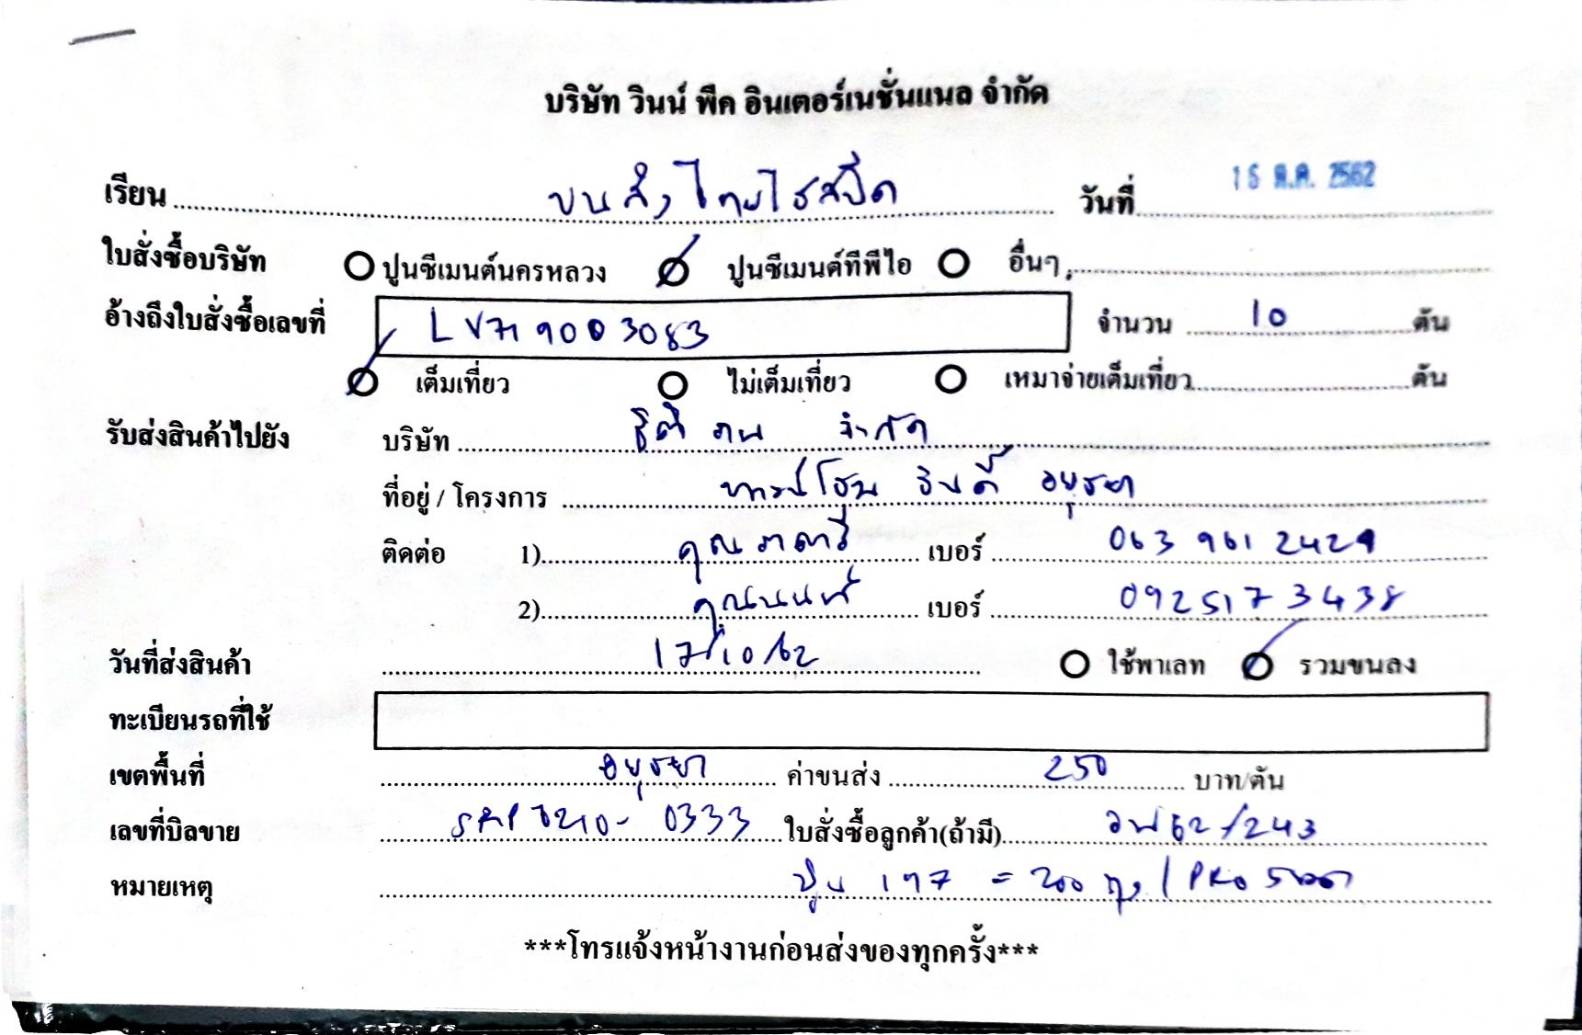 บริษัท วินน์ พีค อินเตอร์เนชั่นแนล จำกัด
เรียน ขนส่งไทยไฮสปีด วันที่ 15 ต.ค. 2562
ใบสั่งซื้อบริษัท ปูนซีเมนต์นครหลวง ปูนซีเมนต์ทีพีไอ อื่นๆ
อ้างถึงใบสั่งซื้อเลขที่ LV719003083 จำนวน 10 ตัน
เต็มเที่ยว ไม่เต็มเที่ยว เหมาจ่ายเต็มเที่ยว ตัน
รับส่งสินค้าไปยัง บริษัท จำกัด
ที่อยู่ / โครงการ ทาวน์โฮม อยุธยา
ติดต่อ 1) คุณ เบอร์ 063 961 2429
2) เบอร์ 0925173438
วันที่ส่งสินค้า 17/10/62 ใช้พาเลท รวมขนลง
ทะเบียนรถที่ใช้
เขตพื้นที่ อยุธยา ค่าขนส่ง 250 บาท/ตัน
เลขที่บิลขาย 6210-0333 ใบสั่งซื้อลูกค้า(ถ้ามี) 62/243
หมายเหตุ ปูน 197 = 200 ถุง
***โทรแจ้งหน้างานก่อนส่งของทุกครั้ง***